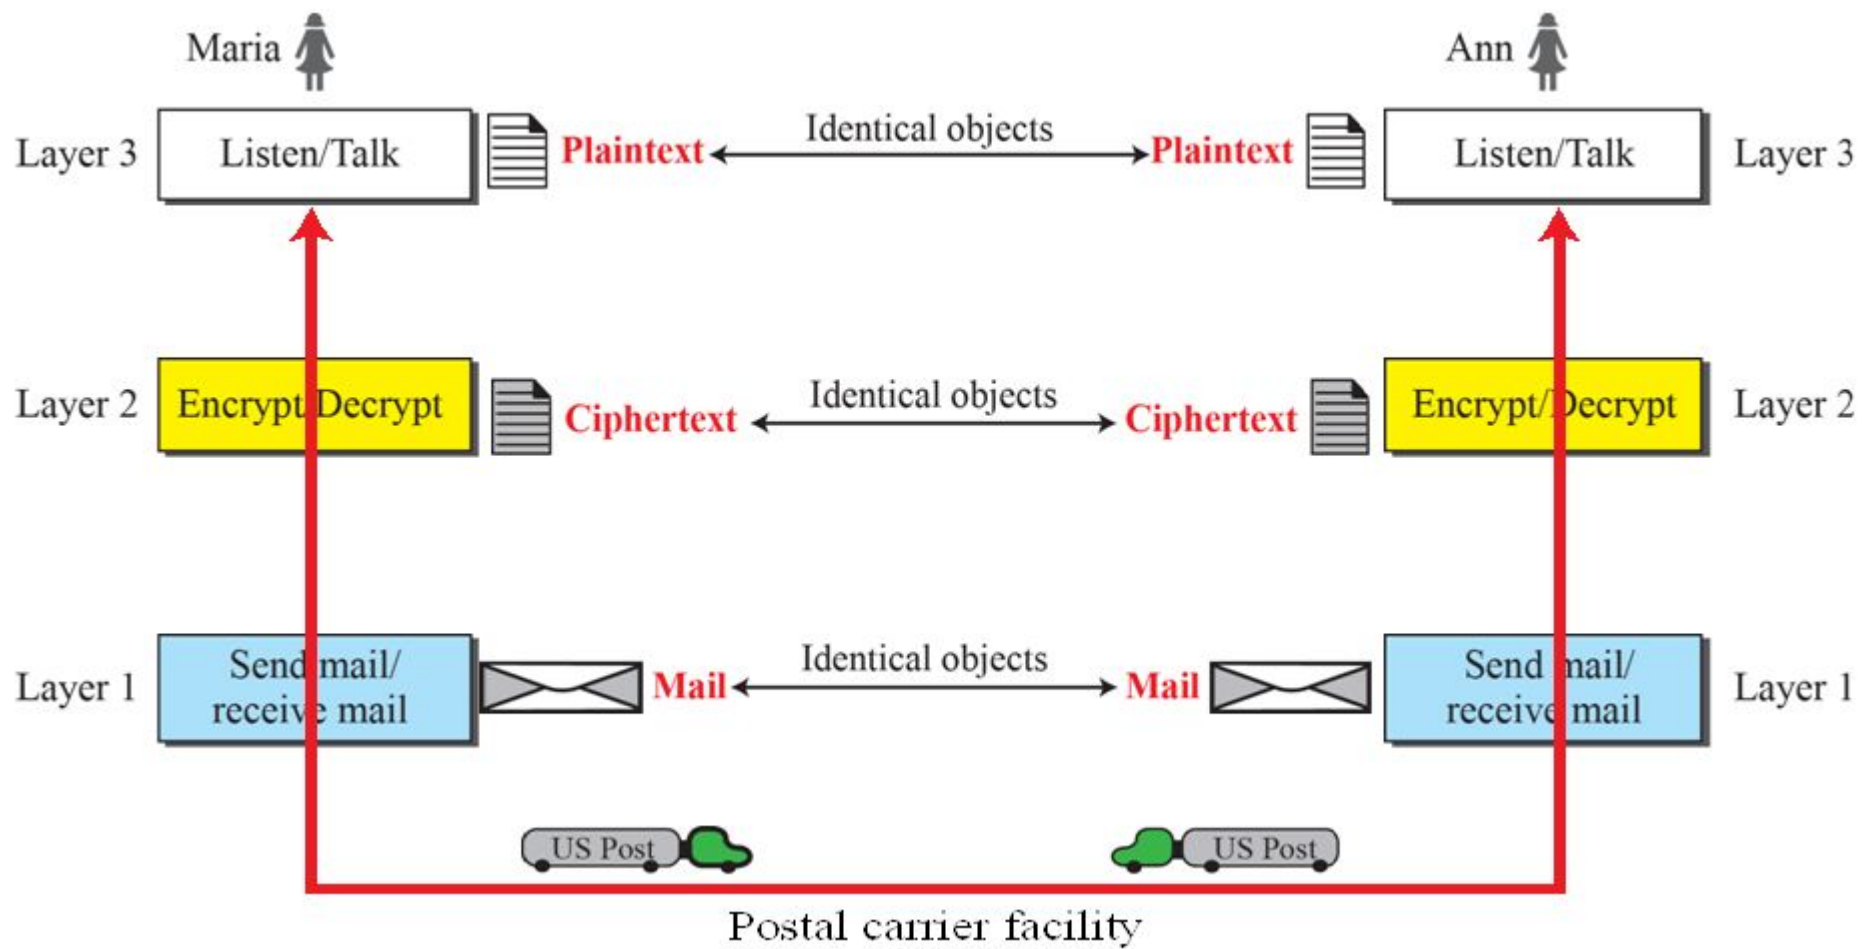 Maria
Ann
Layer 3
Listen/Talk
Plaintext
Identical objects
Plaintext
Listen/Talk
Layer 3
Layer 2
Encrypt/Decrypt
Ciphertext
Identical objects
Ciphertext
Encrypt/Decrypt
Layer 2
Layer 1
Send mail/
receive mail
Mail
Identical objects
Mail
Send mail/
receive mail
Layer 1
US Post
US Post
Postal carrier facility